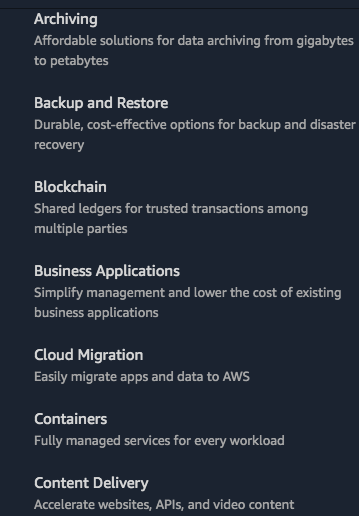 Archiving
Affordable solutions for data archiving from gigabytes
to petabytes
Backup and Restore
Durable, cost-effective options for backup and disaster
recovery
Blockchain
Shared ledgers for trusted transactions among
multiple parties
Business Applications
Simplify management and lower the cost of existing
business applications
Cloud Migration
Easily migrate apps and data to AWS
Containers
Fully managed services for every workload
Content Delivery
Accelerate websites, APIs, and video content